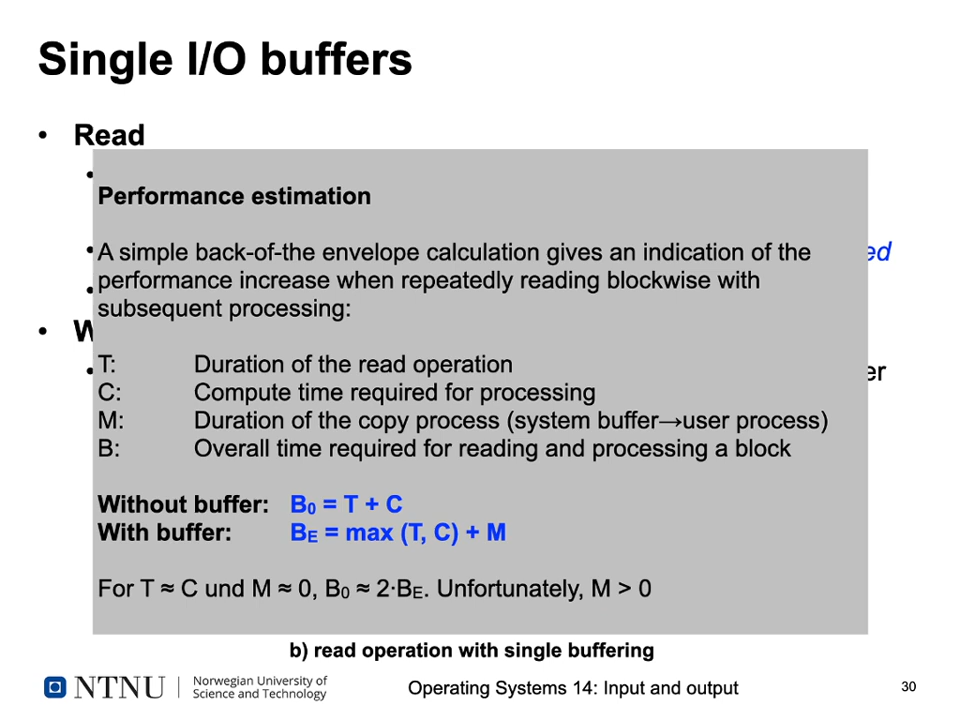 Single I/O buffers
• Read
•
Performance estimation
• A simple back-of-the envelope calculation gives an indication of the ed
performance increase when repeatedly reading blockwise with
• subsequent processing:
• W
T: Duration of the read operation
• er
C: Compute time required for processing
M: Duration of the copy process (system buffer→user process)
B: Overall time required for reading and processing a block
Without buffer: B₀ = T + C
With buffer: Bᴇ = max (T, C) + M
For T ≈ C und M ≈ 0, B₀ ≈ 2·Bᴇ. Unfortunately, M > 0
b) read operation with single buffering
NTNU | Norwegian University of
Science and Technology
Operating Systems 14: Input and output
30